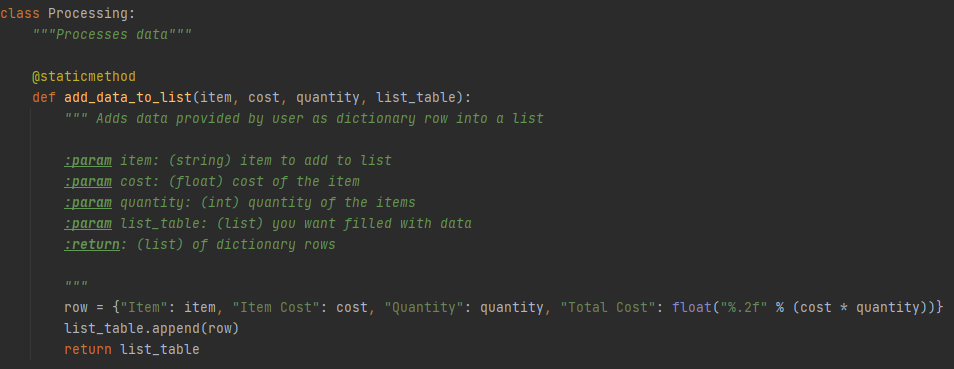 class Processing:
    """Processes data"""

    @staticmethod
    def add_data_to_list(item, cost, quantity, list_table):
        """ Adds data provided by user as dictionary row into a list

        :param item: (string) item to add to list
        :param cost: (float) cost of the item
        :param quantity: (int) quantity of the items
        :param list_table: (list) you want filled with data
        :return: (list) of dictionary rows

        """
        row = {"Item": item, "Item Cost": cost, "Quantity": quantity, "Total Cost": float("%.2f" % (cost * quantity))}
        list_table.append(row)
        return list_table